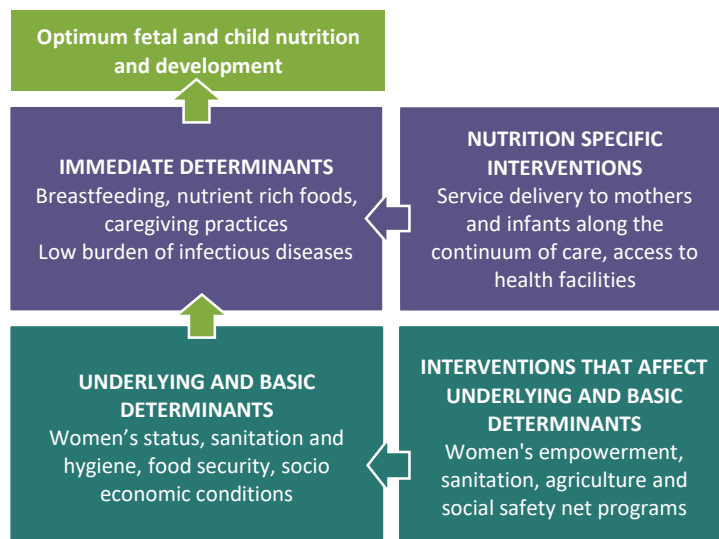 Optimum fetal and child nutrition
and development
IMMEDIATE DETERMINANTS
Breastfeeding, nutrient rich foods,
caregiving practices
Low burden of infectious diseases
NUTRITION SPECIFIC
INTERVENTIONS
Service delivery to mothers
and infants along the
continuum of care, access to
health facilities
UNDERLYING AND BASIC
DETERMINANTS
Women’s status, sanitation and
hygiene, food security, socio
economic conditions
INTERVENTIONS THAT AFFECT
UNDERLYING AND BASIC
DETERMINANTS
Women's empowerment,
sanitation, agriculture and
social safety net programs